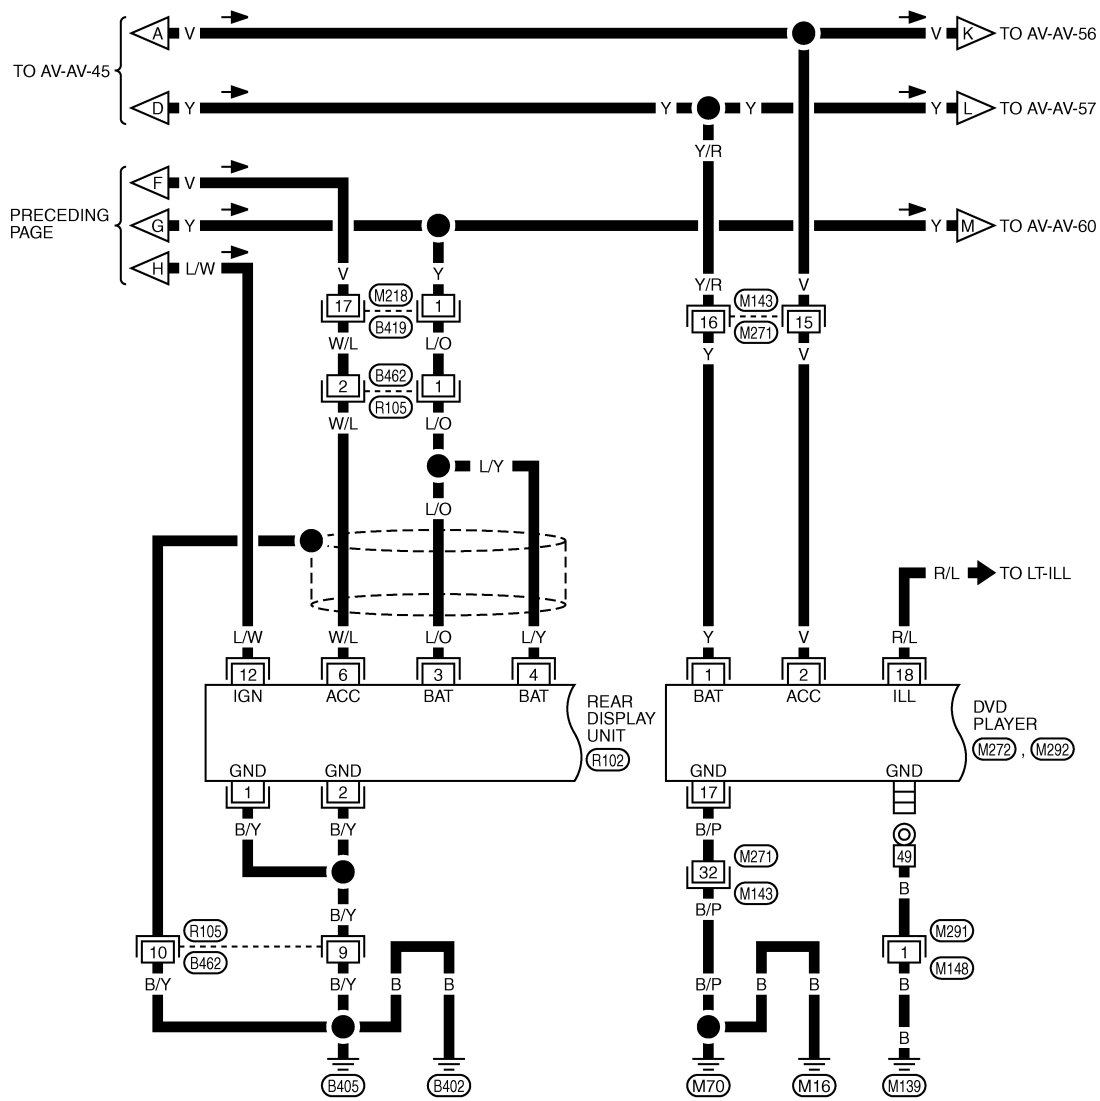 A V V K TO AV-AV-56
TO AV-AV-45
D Y Y Y Y L TO AV-AV-57
Y/R
F V
PRECEDING
PAGE
G Y Y M TO AV-AV-60
H L/W
V Y Y/R V
17 M218 1 16 M143 15
B419 M271
W/L L/O Y V
2 B462 1
R105
W/L L/O
L/Y
L/O
R/L TO LT-ILL
L/W W/L L/O L/Y Y V R/L
12 6 3 4 1 2 18
IGN ACC BAT BAT BAT ACC ILL
REAR
DISPLAY
UNIT
R102
DVD
PLAYER
M272 , M292
GND GND GND GND
1 2 17
B/Y B/Y B/P
49
32 M271
M143
B
B/Y B/P
10 R105 9 1 M291
B462 M148
B/Y B/Y B B B/P B B B
B
B405 B402 M70 M16 M139